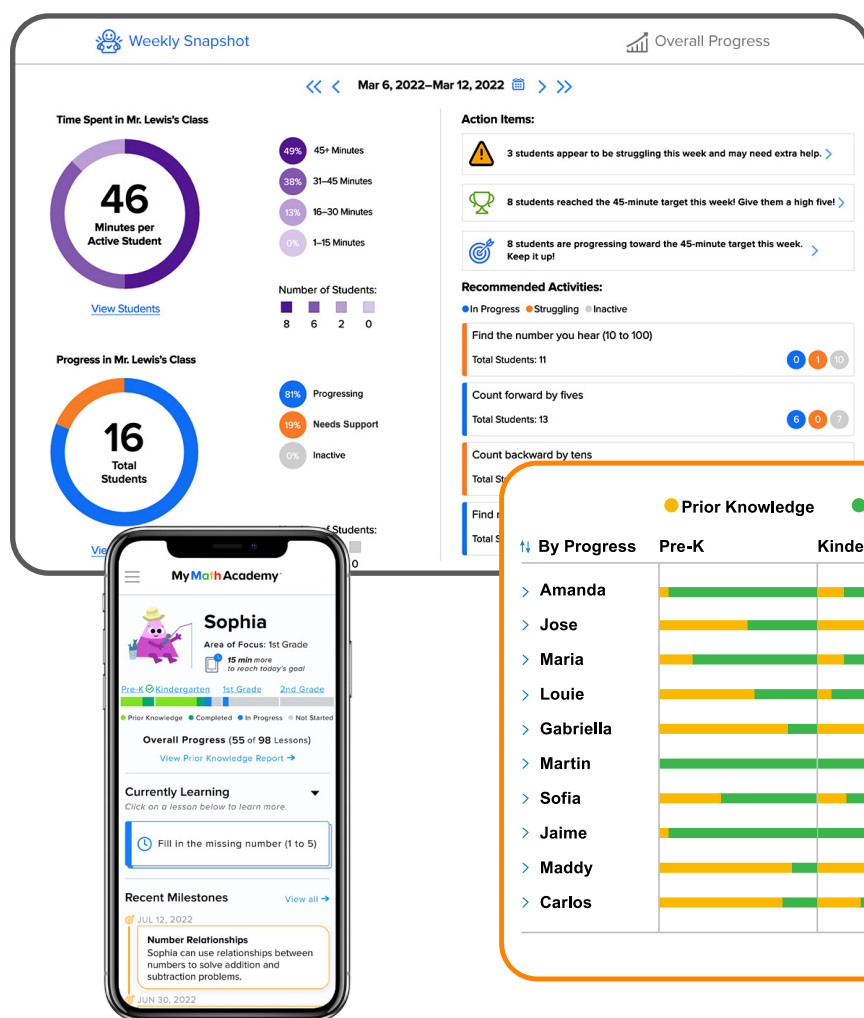 Weekly Snapshot
Overall Progress
Mar 6, 2022–Mar 12, 2022
Time Spent in Mr. Lewis's Class
46
Minutes per
Active Student
View Students
49% 45+ Minutes
38% 31–45 Minutes
13% 16–30 Minutes
0% 1–15 Minutes
Number of Students:
8 6 2 0
Progress in Mr. Lewis's Class
16
Total
Students
81% Progressing
19% Needs Support
0% Inactive
of Students:
0
Action Items:
3 students appear to be struggling this week and may need extra help.
8 students reached the 45-minute target this week! Give them a high five!
8 students are progressing toward the 45-minute target this week.
Keep it up!
Recommended Activities:
In Progress Struggling Inactive
Find the number you hear (10 to 100)
Total Students: 11
0 1 10
Count forward by fives
Total Students: 13
6 0 7
Count backward by tens
Find
MyMathAcademy
Sophia
Area of Focus: 1st Grade
15 min more
to reach today's goal
Pre-K Kindergarten 1st Grade 2nd Grade
Prior Knowledge Completed In Progress Not Started
Overall Progress (55 of 98 Lessons)
View Prior Knowledge Report
Currently Learning
Click on a lesson below to learn more.
Fill in the missing number (1 to 5)
Recent Milestones
View all
JUL 12, 2022
Number Relationships
Sophia can use relationships between
numbers to solve addition and
subtraction problems.
JUN 30, 2022
Prior Knowledge
By Progress Pre-K Kinde
Amanda
Jose
Maria
Louie
Gabriella
Martin
Sofia
Jaime
Maddy
Carlos